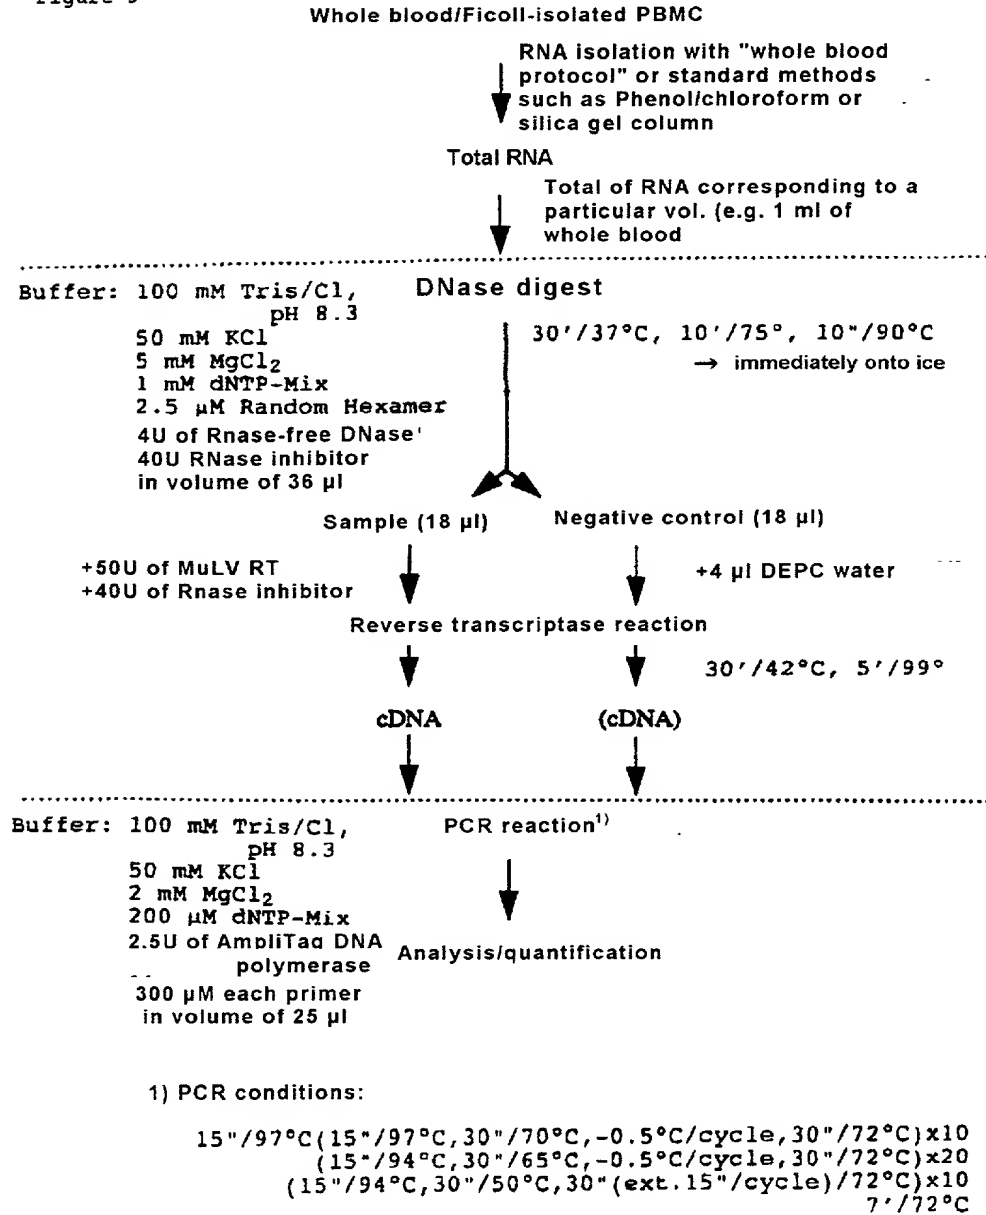 Figure
Whole blood/Ficoll-isolated PBMC
RNA isolation with "whole blood
protocol" or standard methods
such as Phenol/chloroform or
silica gel column
Total RNA
Total of RNA corresponding to a
particular vol. (e.g. 1 ml of
whole blood
DNase digest
Buffer: 100 mM Tris/Cl,
pH 8.3
50 mM KCl
5 mM MgCl₂
1 mM dNTP-Mix
2.5 µM Random Hexamer
4U of Rnase-free DNase
40U RNase inhibitor
in volume of 36 µl
30'/37°C, 10'/75°, 10"/90°C
→ immediately onto ice
Sample (18 µl)
Negative control (18 µl)
+50U of MuLV RT
+40U of Rnase inhibitor
+4 µl DEPC water
Reverse transcriptase reaction
30'/42°C, 5'/99°
cDNA
(cDNA)
Buffer: 100 mM Tris/Cl,
pH 8.3
50 mM KCl
2 mM MgCl₂
200 µM dNTP-Mix
2.5U of AmpliTaq DNA
polymerase
300 µM each primer
in volume of 25 µl
PCR reaction¹⁾
Analysis/quantification
1) PCR conditions:
15"/97°C(15"/97°C,30"/70°C,-0.5°C/cycle,30"/72°C)x10
(15"/94°C,30"/65°C,-0.5°C/cycle,30"/72°C)x20
(15"/94°C,30"/50°C,30"(ext.15"/cycle)/72°C)x10
7'/72°C